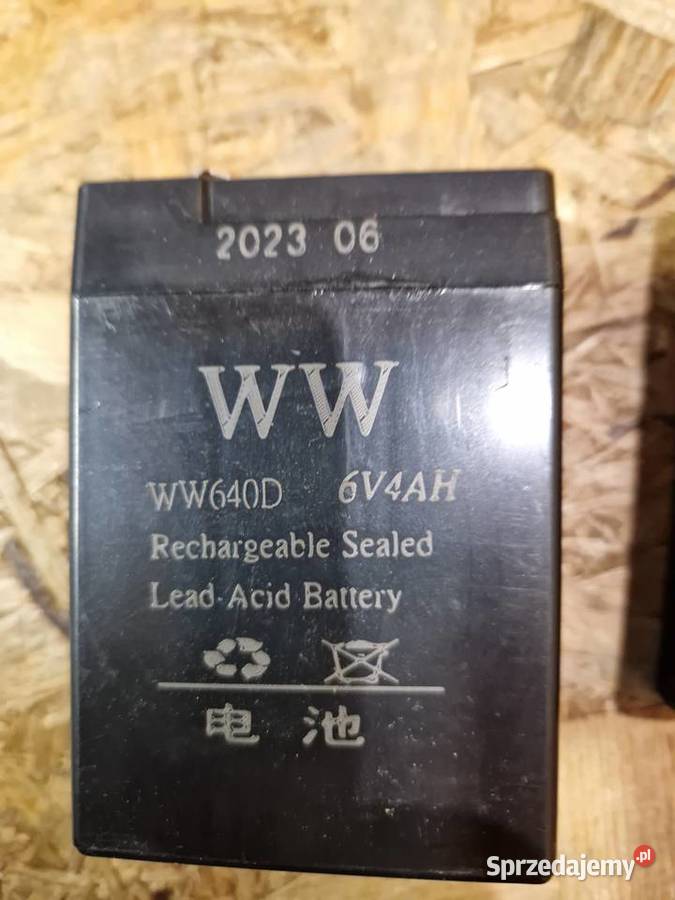 2023 06
WW
WW640D 6V4AH
Rechargeable Sealed
Lead-Acid Battery
电 池
Sprzedajemy.pl